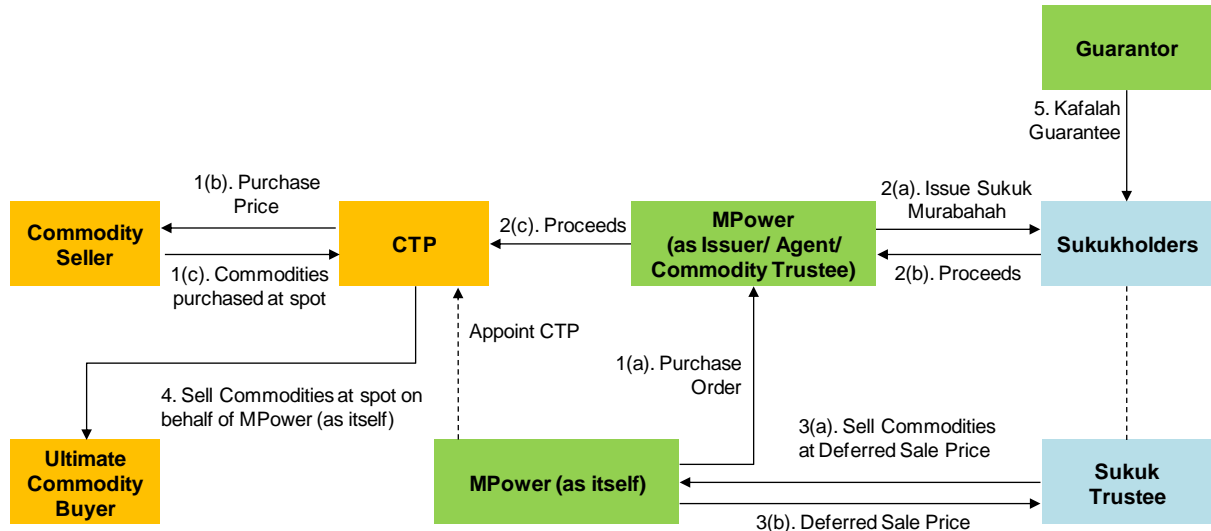 Guarantor
5. Kafalah
Guarantee
1(b). Purchase
Price
2(a). Issue Sukuk
Murabahah
Commodity
Seller
CTP
2(c). Proceeds
MPower
(as Issuer/ Agent/
Commodity Trustee)
Sukukholders
1(c). Commodities
purchased at spot
2(b). Proceeds
Appoint CTP
1(a). Purchase
Order
4. Sell Commodities at spot on
behalf of MPower (as itself)
3(a). Sell Commodities
at Deferred Sale Price
Ultimate
Commodity
Buyer
MPower (as itself)
Sukuk
Trustee
3(b). Deferred Sale Price